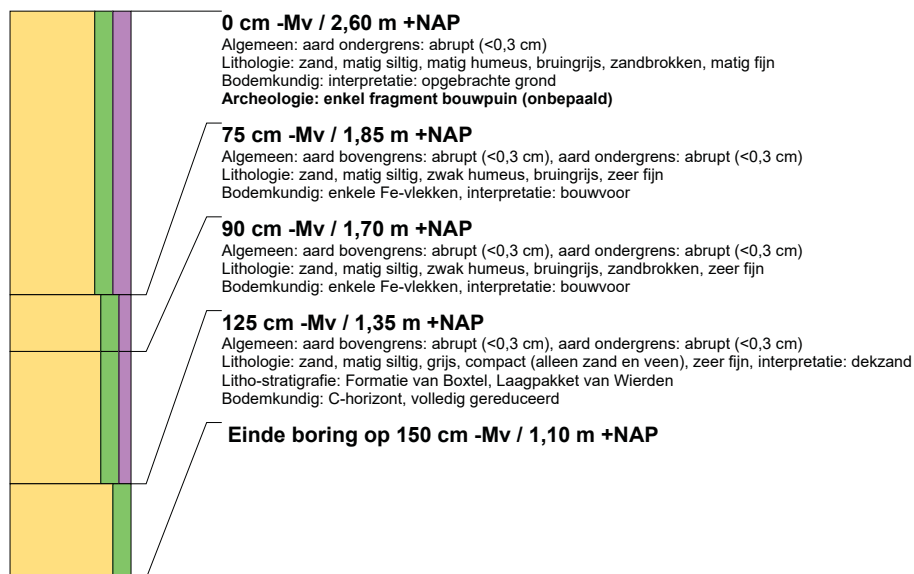 0 cm -Mv / 2,60 m +NAP
Algemeen: aard ondergrens: abrupt (<0,3 cm)
Lithologie: zand, matig siltig, matig humeus, bruingrijs, zandbrokken, matig fijn
Bodemkundig: interpretatie: opgebrachte grond
Archeologie: enkel fragment bouwpuin (onbepaald)
75 cm -Mv / 1,85 m +NAP
Algemeen: aard bovengrens: abrupt (<0,3 cm), aard ondergrens: abrupt (<0,3 cm)
Lithologie: zand, matig siltig, zwak humeus, bruingrijs, zeer fijn
Bodemkundig: enkele Fe-vlekken, interpretatie: bouwvoor
90 cm -Mv / 1,70 m +NAP
Algemeen: aard bovengrens: abrupt (<0,3 cm), aard ondergrens: abrupt (<0,3 cm)
Lithologie: zand, matig siltig, zwak humeus, bruingrijs, zandbrokken, zeer fijn
Bodemkundig: enkele Fe-vlekken, interpretatie: bouwvoor
125 cm -Mv / 1,35 m +NAP
Algemeen: aard bovengrens: abrupt (<0,3 cm), aard ondergrens: abrupt (<0,3 cm)
Lithologie: zand, matig siltig, grijs, compact (alleen zand en veen), zeer fijn, interpretatie: dekzand
Litho-stratigrafie: Formatie van Boxtel, Laagpakket van Wierden
Bodemkundig: C-horizont, volledig gereduceerd
Einde boring op 150 cm -Mv / 1,10 m +NAP